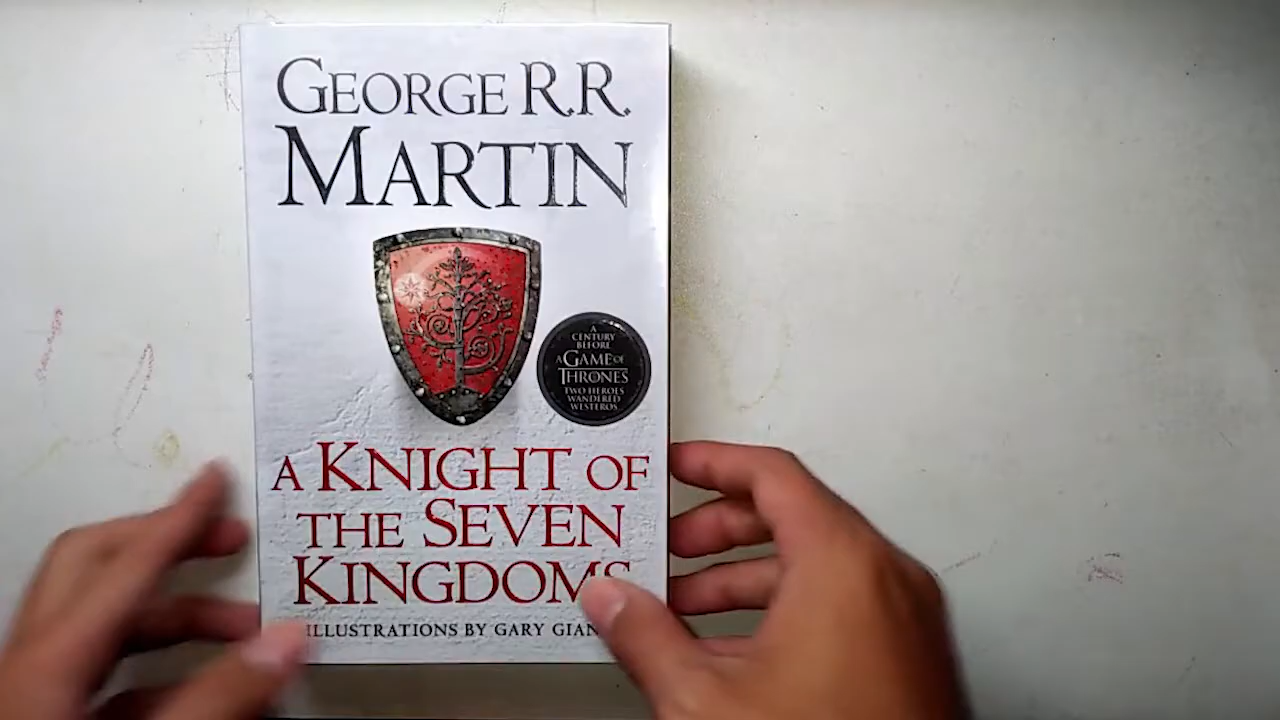 GEORGE R.R.
MARTIN
A
CENTURY
BEFORE
A GAME OF
THRONES
TWO HEROES
WANDERED
WESTEROS
A KNIGHT OF
THE SEVEN
KINGDOMS
ILLUSTRATIONS BY GARY